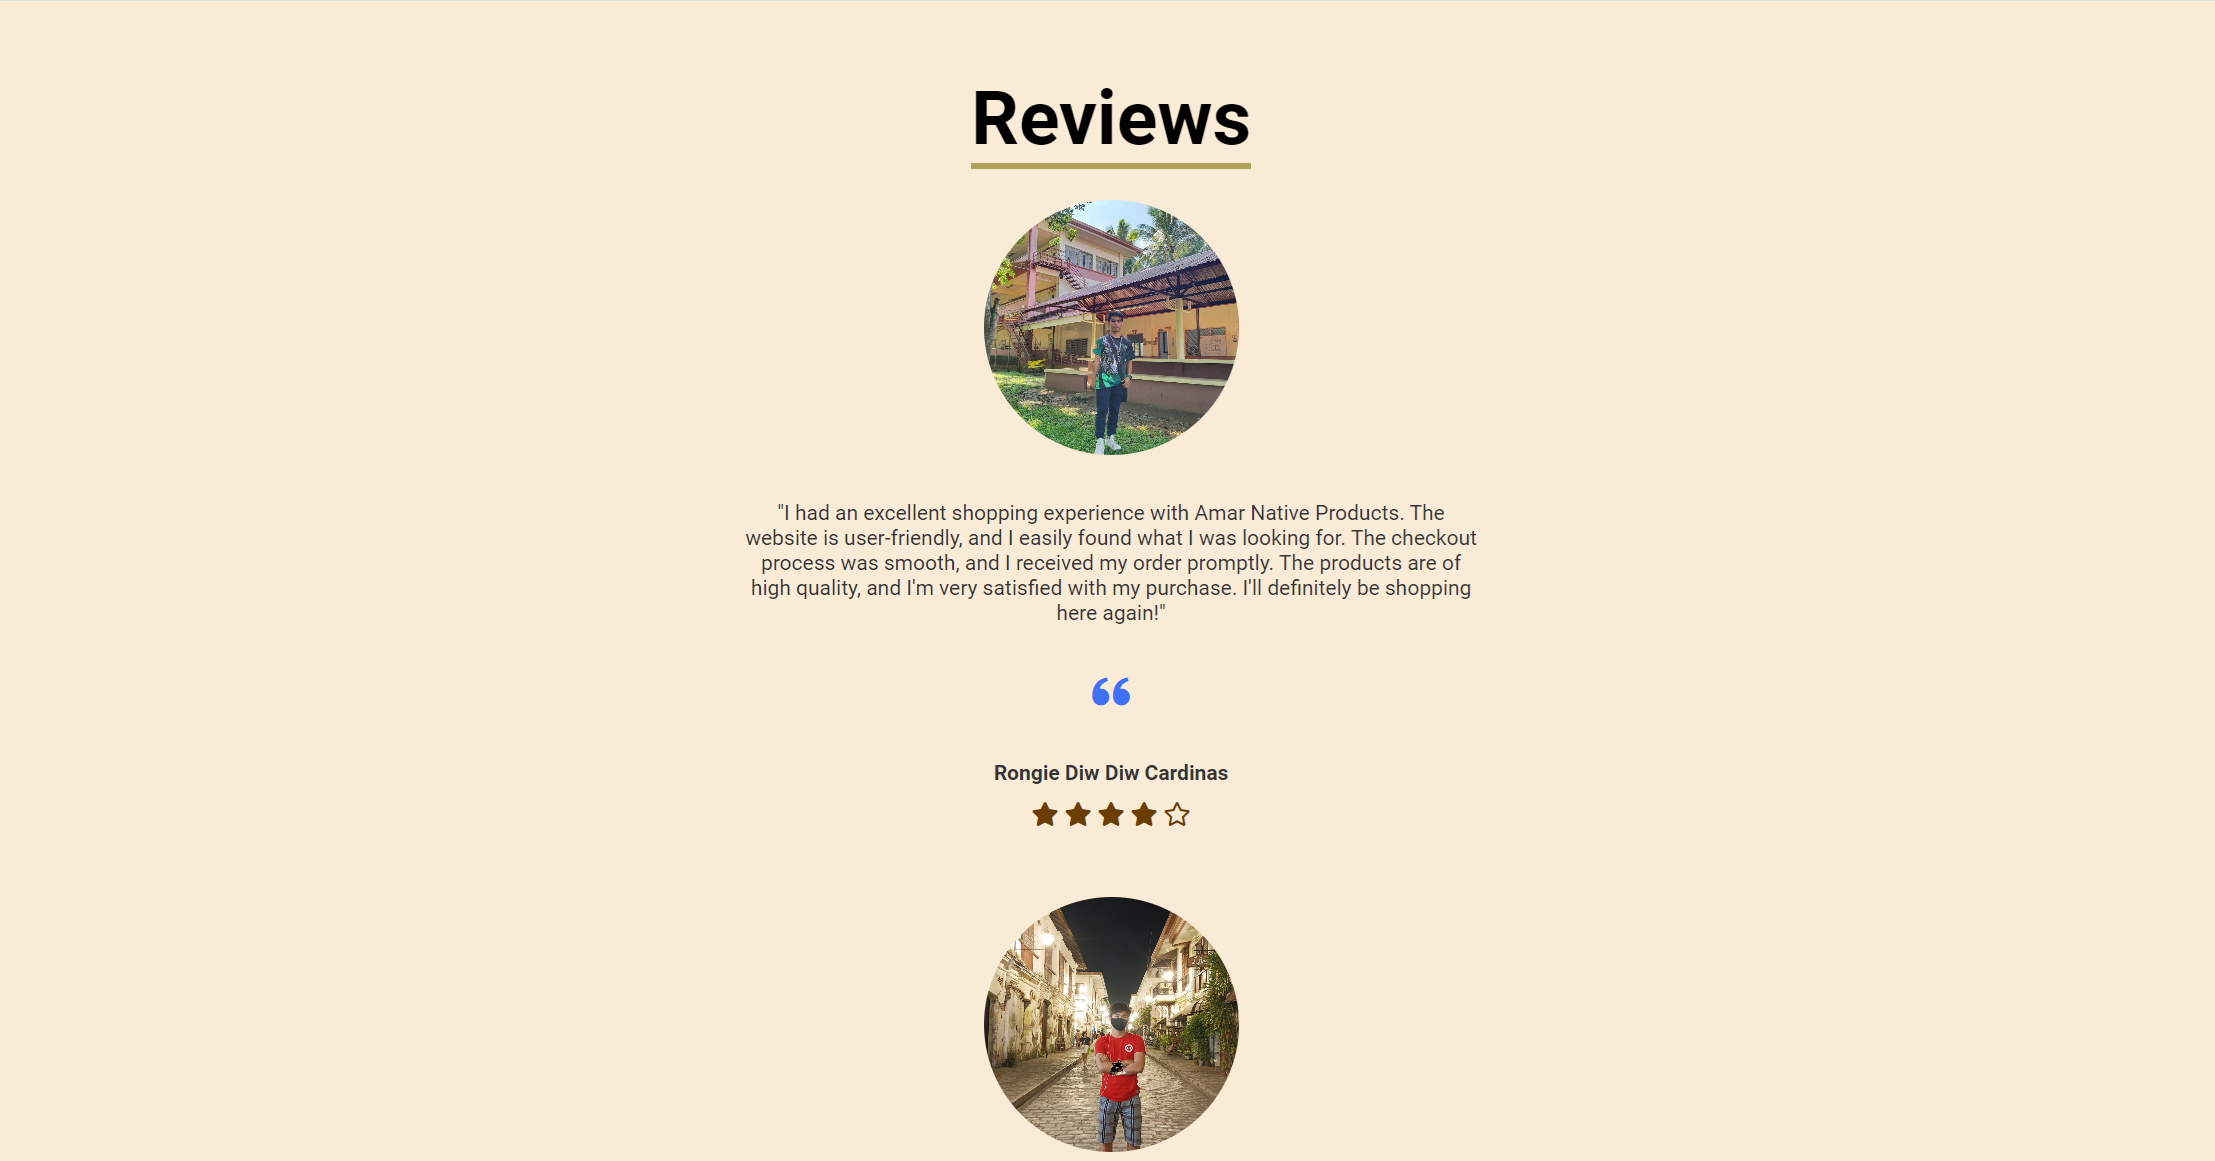 Reviews
"I had an excellent shopping experience with Amar Native Products. The
website is user-friendly, and I easily found what I was looking for. The checkout
process was smooth, and I received my order promptly. The products are of
high quality, and I'm very satisfied with my purchase. I'll definitely be shopping
here again!"
“
Rongie Diw Diw Cardinas